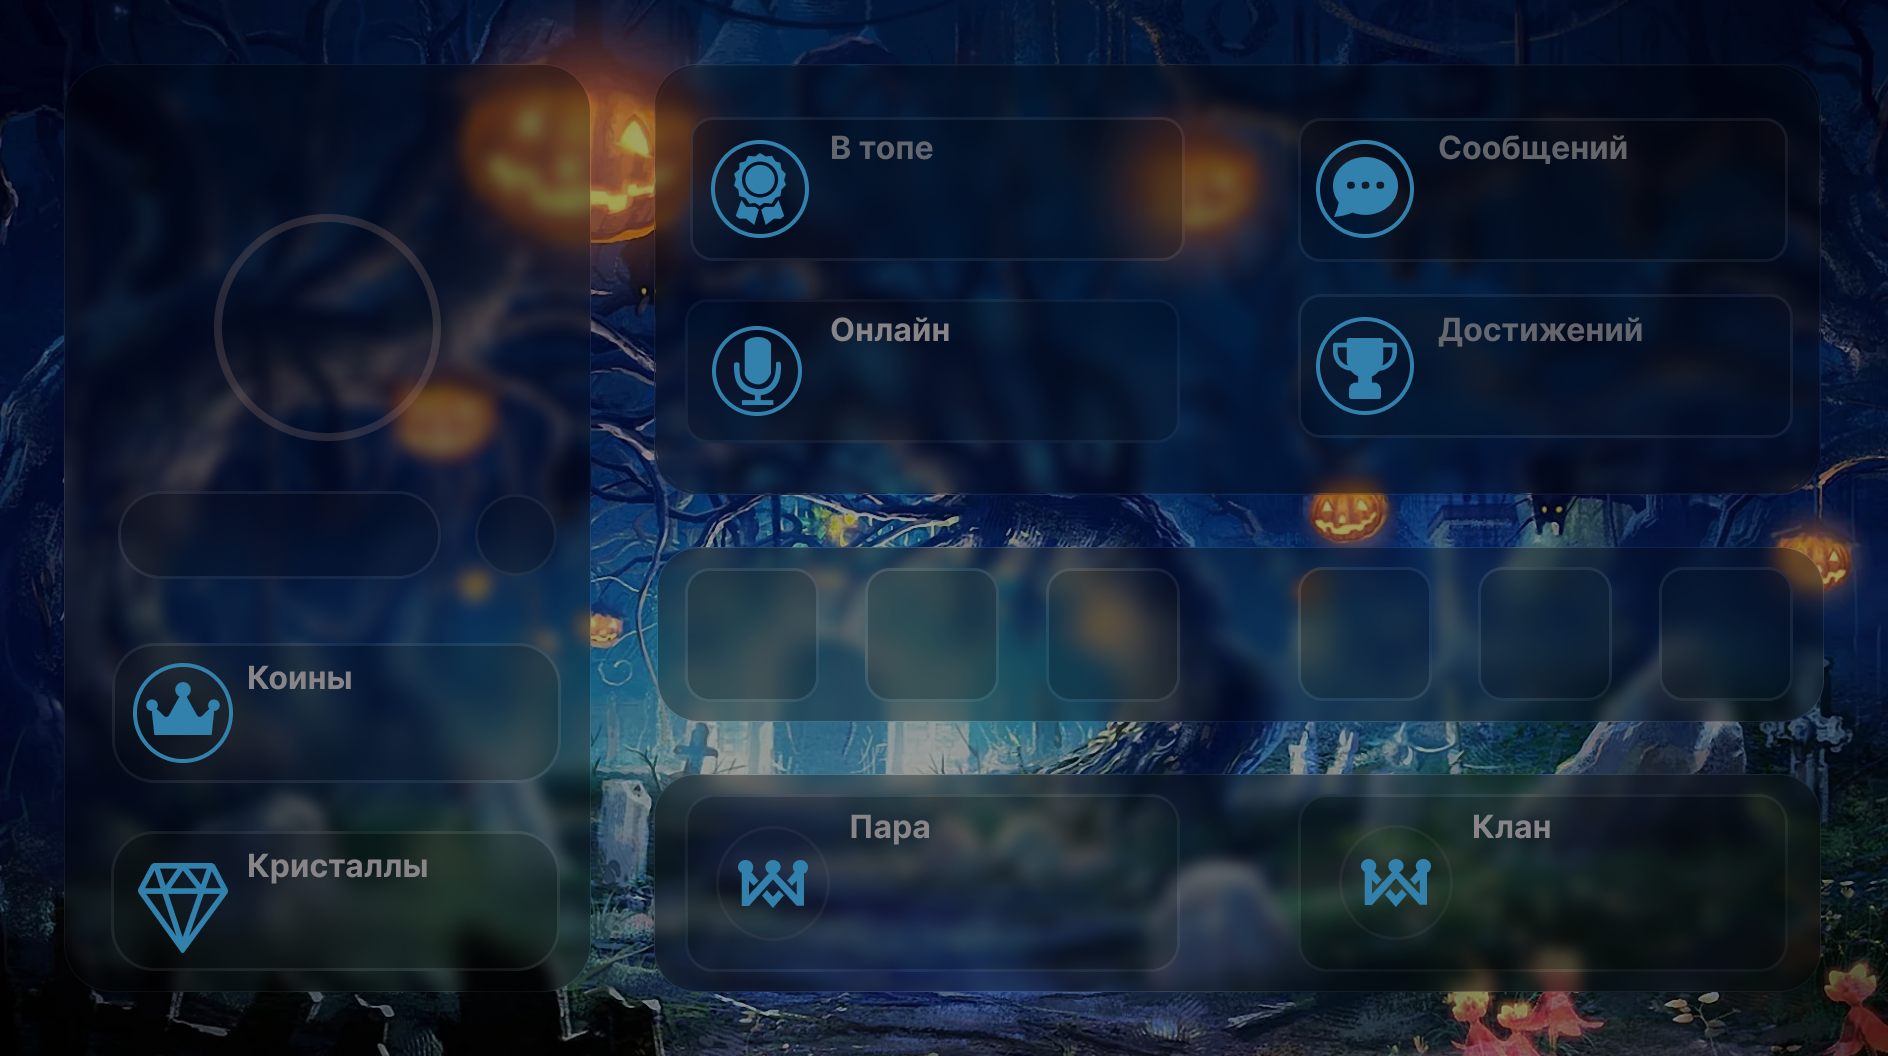 В топе
Сообщений
Онлайн
Достижений
Коины
Кристаллы
Пара
Клан